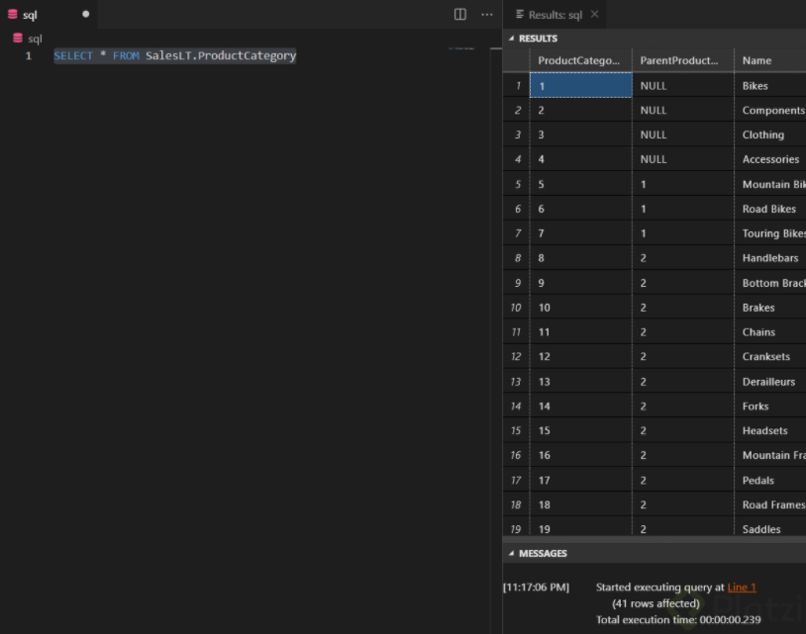 sql
sql
1 SELECT * FROM SalesLT.ProductCategory
Results: sql
RESULTS
ProductCatego... ParentProduct... Name
1 1 NULL Bikes
2 2 NULL Components
3 3 NULL Clothing
4 4 NULL Accessories
5 5 1 Mountain Bik
6 6 1 Road Bikes
7 7 1 Touring Bikes
8 8 2 Handlebars
9 9 2 Bottom Brack
10 10 2 Brakes
11 11 2 Chains
12 12 2 Cranksets
13 13 2 Derailleurs
14 14 2 Forks
15 15 2 Headsets
16 16 2 Mountain Fra
17 17 2 Pedals
18 18 2 Road Frames
19 19 2 Saddles
MESSAGES
[11:17:06 PM] Started executing query at Line 1
(41 rows affected)
Total execution time: 00:00:00.239